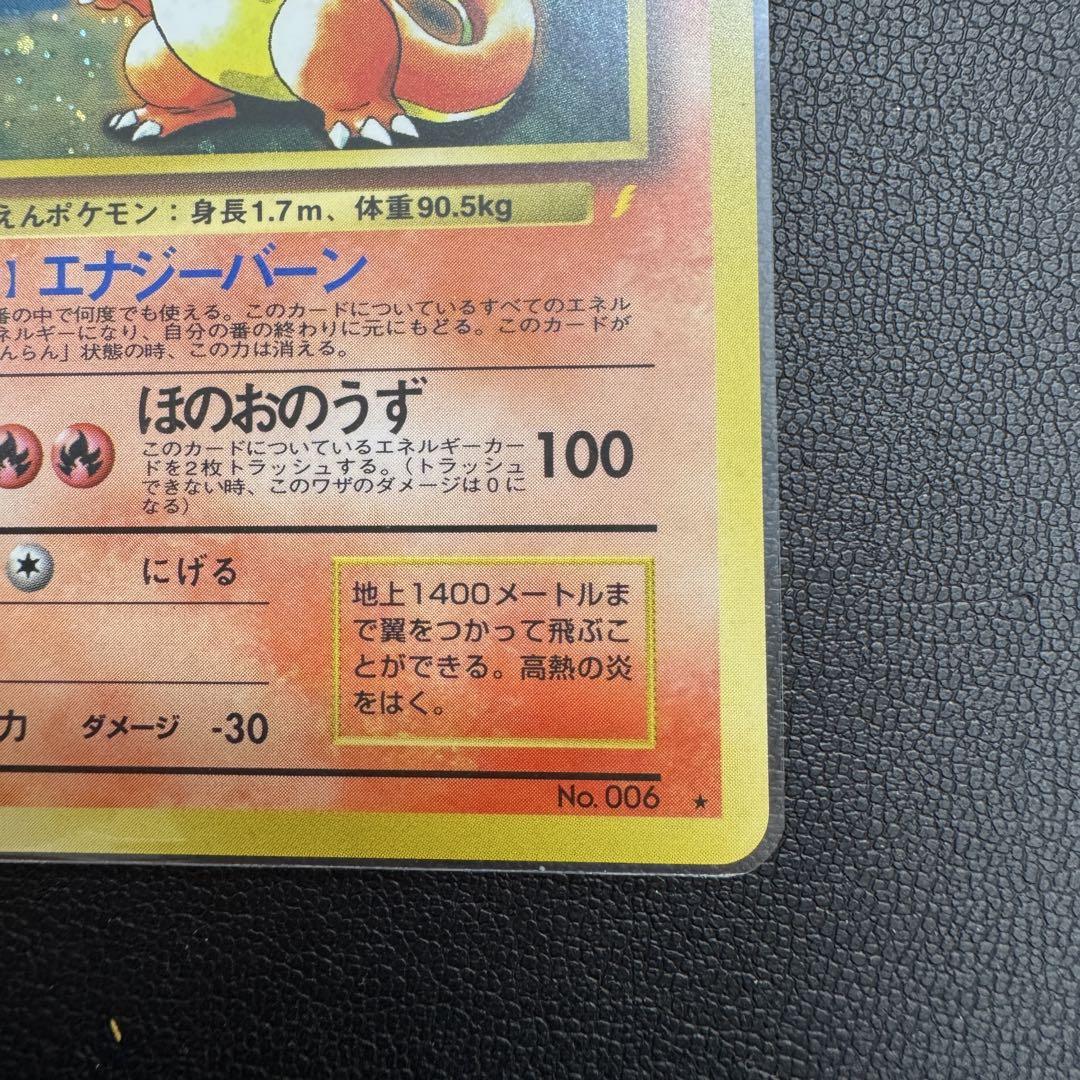 えんポケモン：身長1.7m、体重90.5kg
】エナジーバーン
番の中で何度でも使える。このカードについているすべてのエネル
ネルギーになり、自分の番の終わりに元にもどる。このカードが
んらん」状態の時、この力は消える。
ほのおのうず
このカードについているエネルギーカー
ドを2枚トラッシュする。（トラッシュ
できない時、このワザのダメージは0に
なる）
100
にげる
地上1400メートルま
で翼をつかって飛ぶこ
とができる。高熱の炎
をはく。
力 ダメージ -30
No. 006 ★